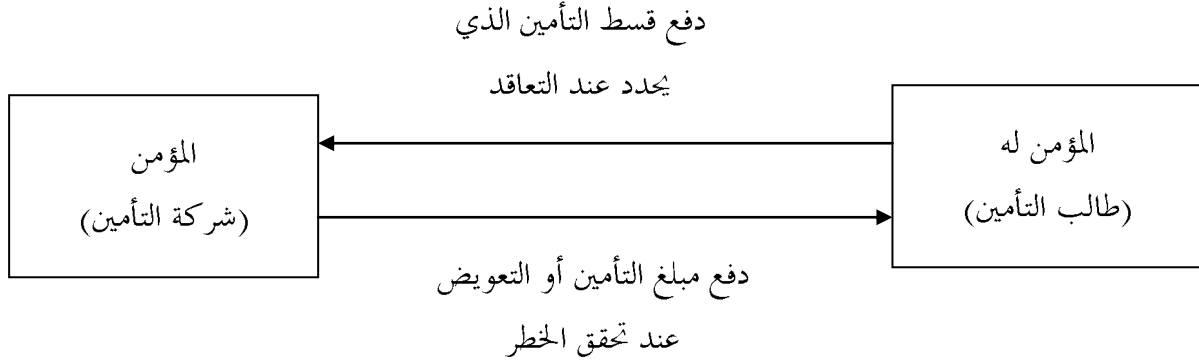 دفع قسط التأمين الذي
يحدد عند التعاقد
المؤمن له
(طالب التأمين)
المؤمن
(شركة التأمين)
دفع مبلغ التأمين أو التعويض
عند تحقق الخطر